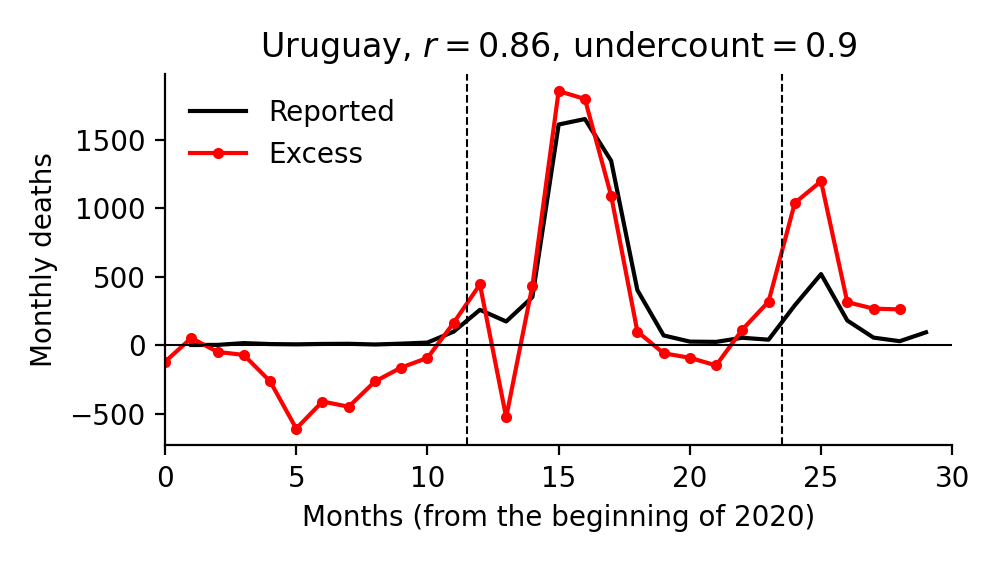 Uruguay, r = 0.86, undercount = 0.9
Reported
Excess
Monthly deaths
1500
1000
500
0
−500
0 5 10 15 20 25 30
Months (from the beginning of 2020)